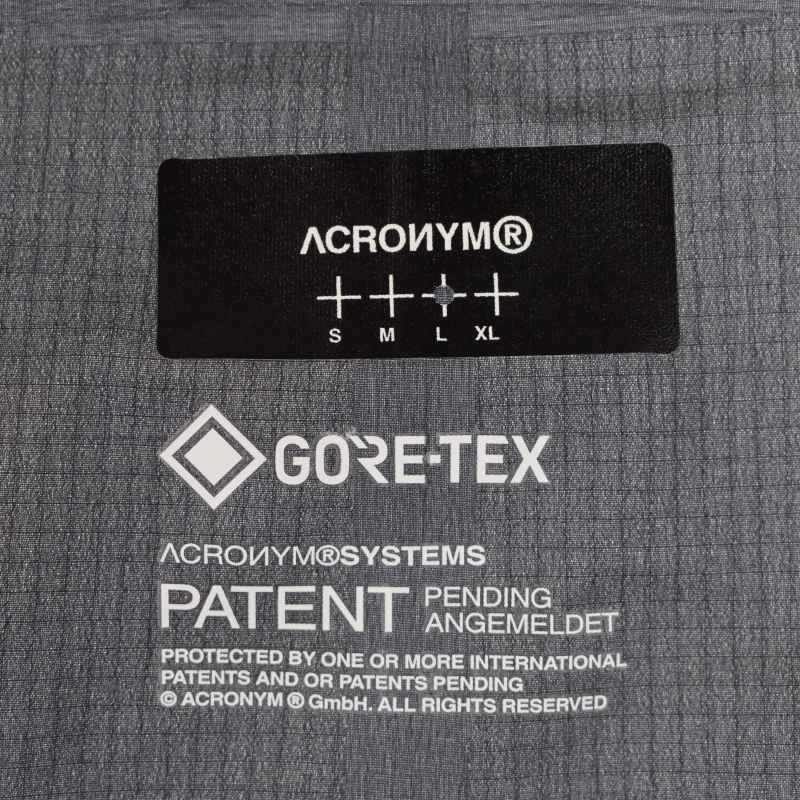 ACRONYM®
S M L XL
GORE-TEX
ACRONYM®SYSTEMS
PATENT PENDING
ANGEMELDET
PROTECTED BY ONE OR MORE INTERNATIONAL
PATENTS AND OR PATENTS PENDING
© ACRONYM ® GmbH. ALL RIGHTS RESERVED